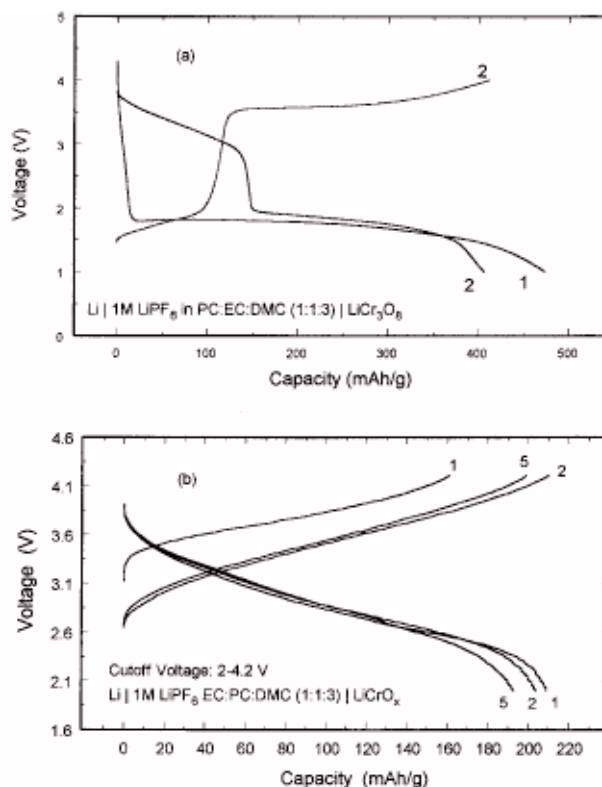 (a)
5
4
3
2
1
0
Voltage (V)
2
2
1
Li | 1M LiPF₆ in PC:EC:DMC (1:1:3) | LiCr₃O₈
0 100 200 300 400 500
Capacity (mAh/g)
(b)
4.6
4.1
3.6
3.1
2.6
2.1
1.6
Voltage (V)
1
5
2
Cutoff Voltage: 2-4.2 V
Li | 1M LiPF₆ EC:PC:DMC (1:1:3) | LiCrOₓ
5 2 1
0 20 40 60 80 100 120 140 160 180 200 220
Capacity (mAh/g)